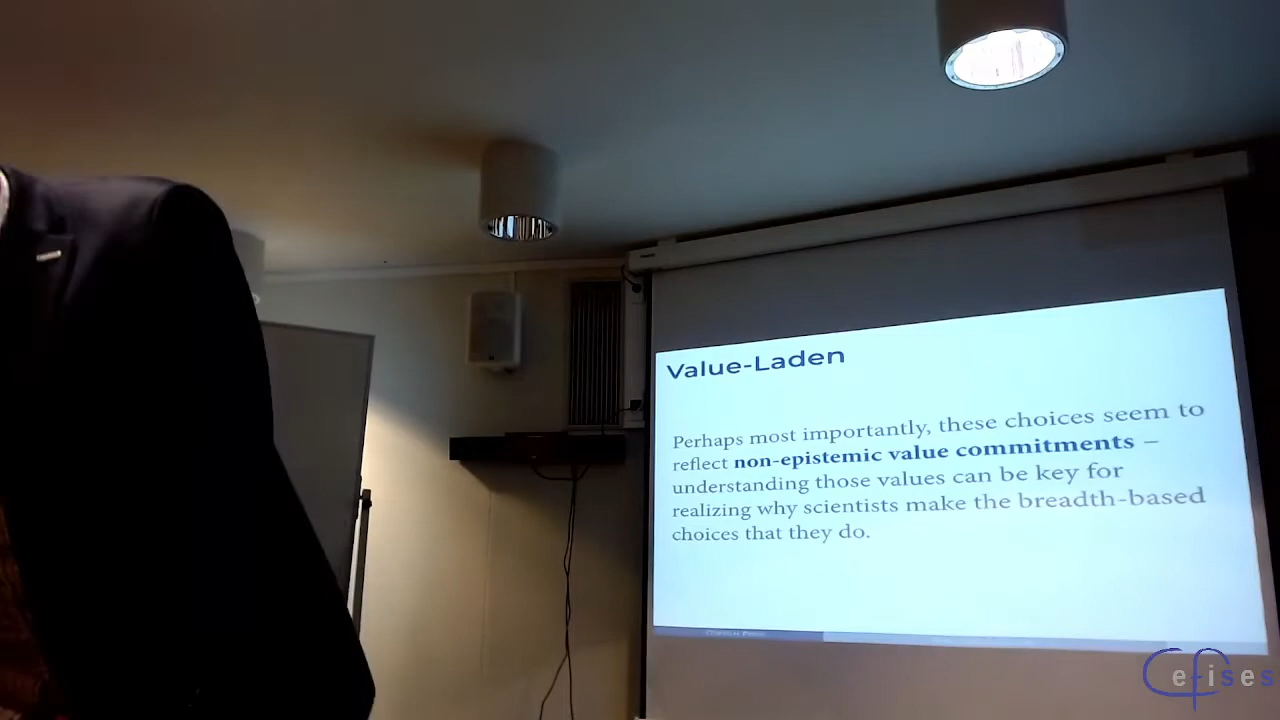 Value-Laden
Perhaps most importantly, these choices seem to
reflect non-epistemic value commitments –
understanding those values can be key for
realizing why scientists make the breadth-based
choices that they do.
Cefises